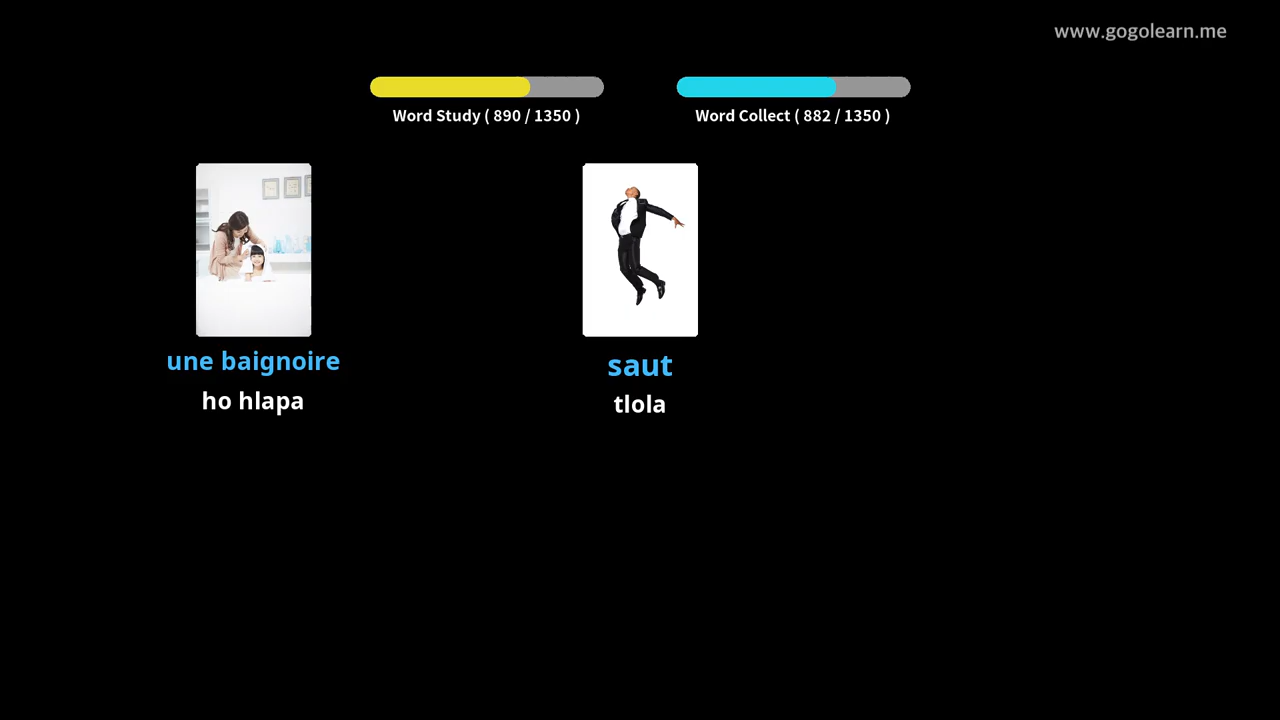 www.gogolearn.me
Word Study ( 890 / 1350 )
Word Collect ( 882 / 1350 )
une baignoire
ho hlapa
saut
tlola